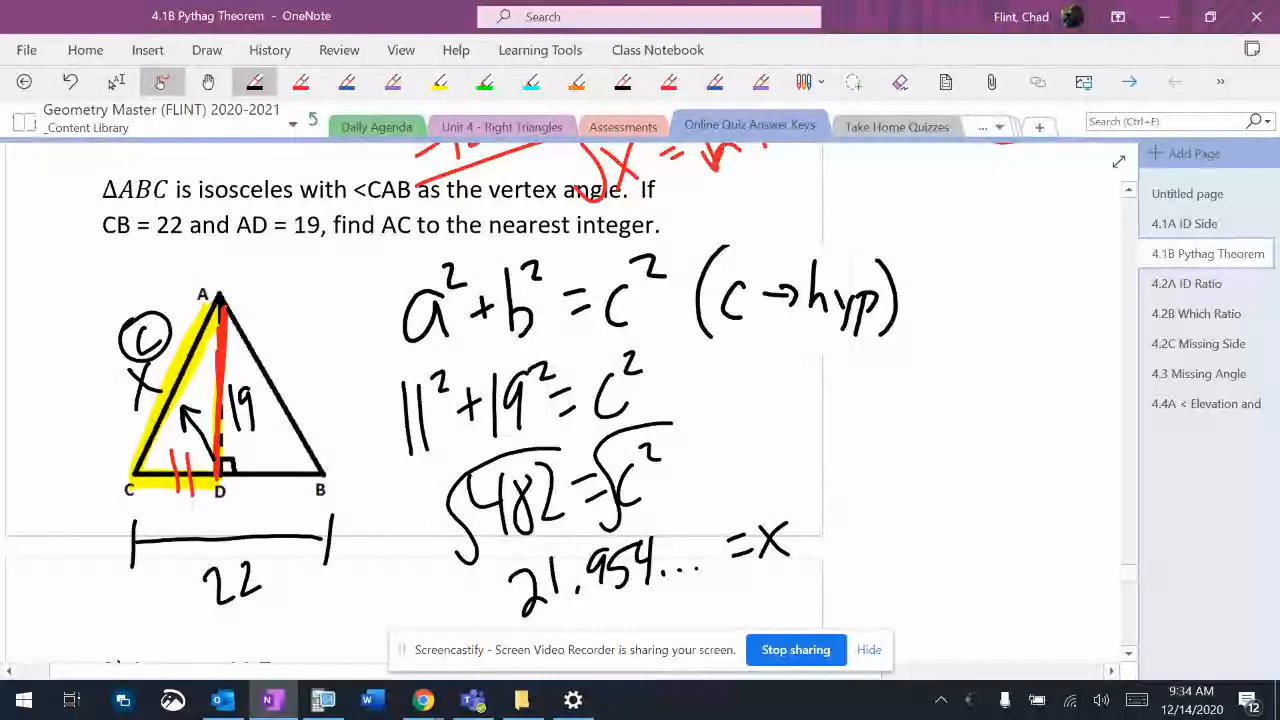 4.1B Pythag Theorem - OneNote
Search
Flint, Chad
File Home Insert Draw History Review View Help Learning Tools Class Notebook
Geometry Master (FLINT) 2020-2021
_Content Library
Daily Agenda Unit 4 - Right Triangles Assessments Online Quiz Answer Keys Take Home Quizzes ...
Search (Ctrl+F)
Add Page
Untitled page
4.1A ID Side
4.1B Pythag Theorem
4.2A ID Ratio
4.2B Which Ratio
4.2C Missing Side
4.3 Missing Angle
4.4A < Elevation and
ΔABC is isosceles with <CAB as the vertex angle. If
CB = 22 and AD = 19, find AC to the nearest integer.
A
C
X
19
11
C D B
22
a² + b² = c² (c → hyp)
11² + 19² = c²
√482 = √c²
21.954... = x
Screencastify - Screen Video Recorder is sharing your screen.
Stop sharing
Hide
9:34 AM
12/14/2020
12